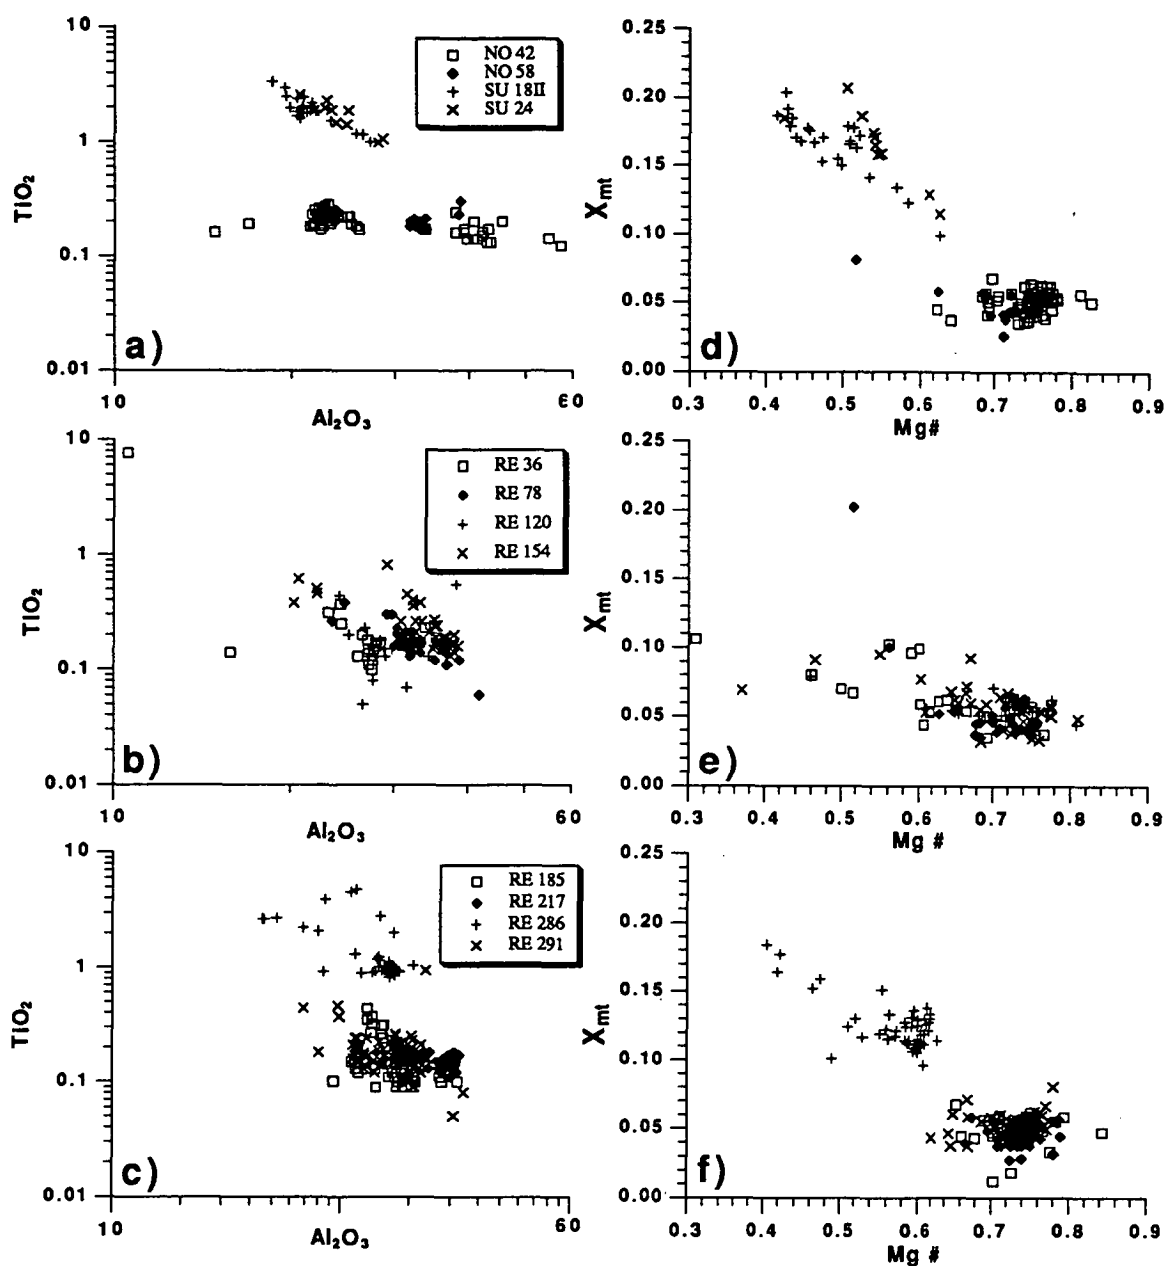 10
1
0.1
0.01
TiO2
10
60
Al2O3
NO 42
NO 58
SU 18II
SU 24
a)
0.25
0.20
0.15
0.10
0.05
0.00
Xmt
0.3 0.4 0.5 0.6 0.7 0.8 0.9
Mg#
d)
10
1
0.1
0.01
TiO2
10
60
Al2O3
RE 36
RE 78
RE 120
RE 154
b)
0.25
0.20
0.15
0.10
0.05
0.00
Xmt
0.3 0.4 0.5 0.6 0.7 0.8 0.9
Mg #
e)
10
1
0.1
0.01
TiO2
10
60
Al2O3
RE 185
RE 217
RE 286
RE 291
c)
0.25
0.20
0.15
0.10
0.05
0.00
Xmt
0.3 0.4 0.5 0.6 0.7 0.8 0.9
Mg #
f)